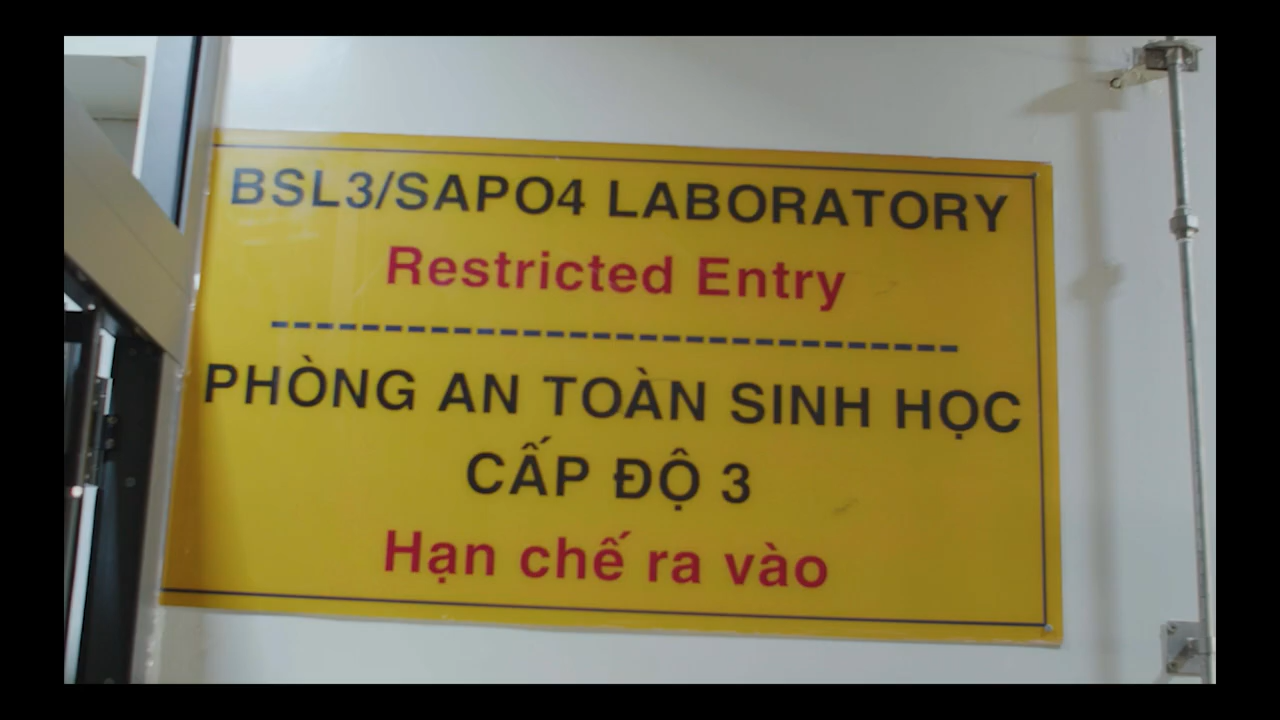 BSL3/SAPO4 LABORATORY
Restricted Entry
------------------------------
PHÒNG AN TOÀN SINH HỌC
CẤP ĐỘ 3
Hạn chế ra vào